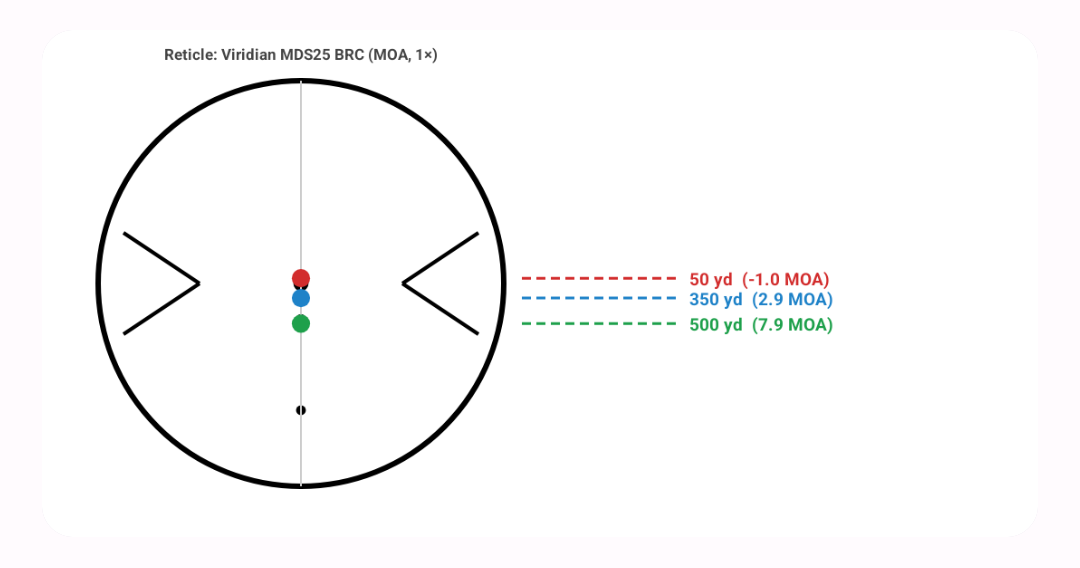 Reticle: Viridian MDS25 BRC (MOA, 1×)
50 yd (-1.0 MOA)
350 yd (2.9 MOA)
500 yd (7.9 MOA)